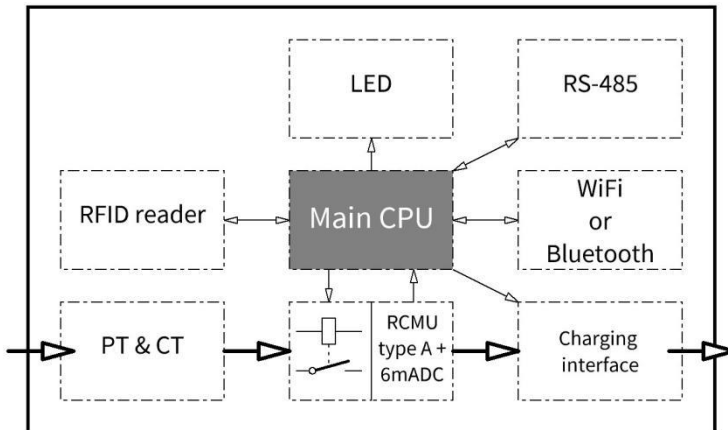 LED
RS-485
RFID reader
Main CPU
WiFi
or
Bluetooth
PT & CT
RCMU
type A +
6mADC
Charging
interface